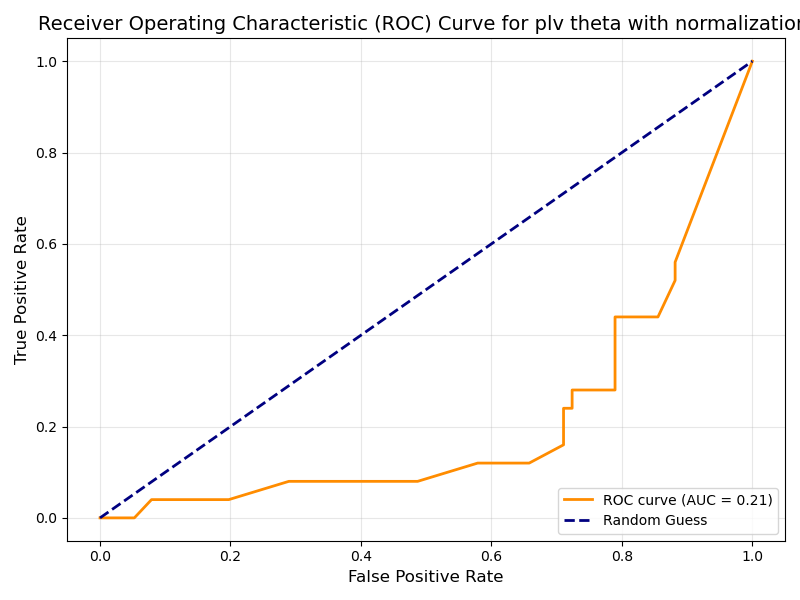 Receiver Operating Characteristic (ROC) Curve for plv theta with normalization
1.0
0.8
0.6
0.4
0.2
0.0
True Positive Rate
0.0 0.2 0.4 0.6 0.8 1.0
False Positive Rate
ROC curve (AUC = 0.21)
Random Guess